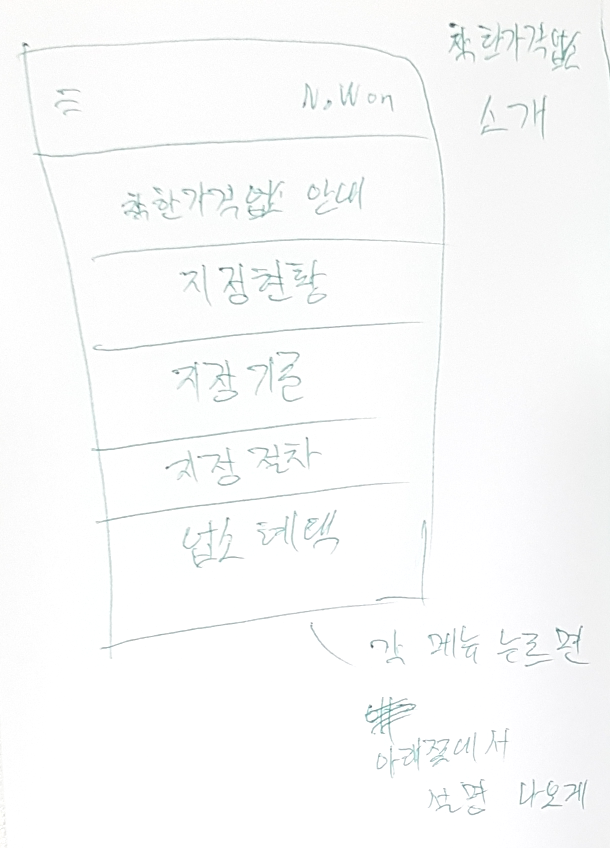 착한가격업소
소개
N.Won
착한가격업소 안내
지정현황
지정기준
지정절차
업소혜택
각 메뉴 누르면
아래쪽에서
설명 나오게